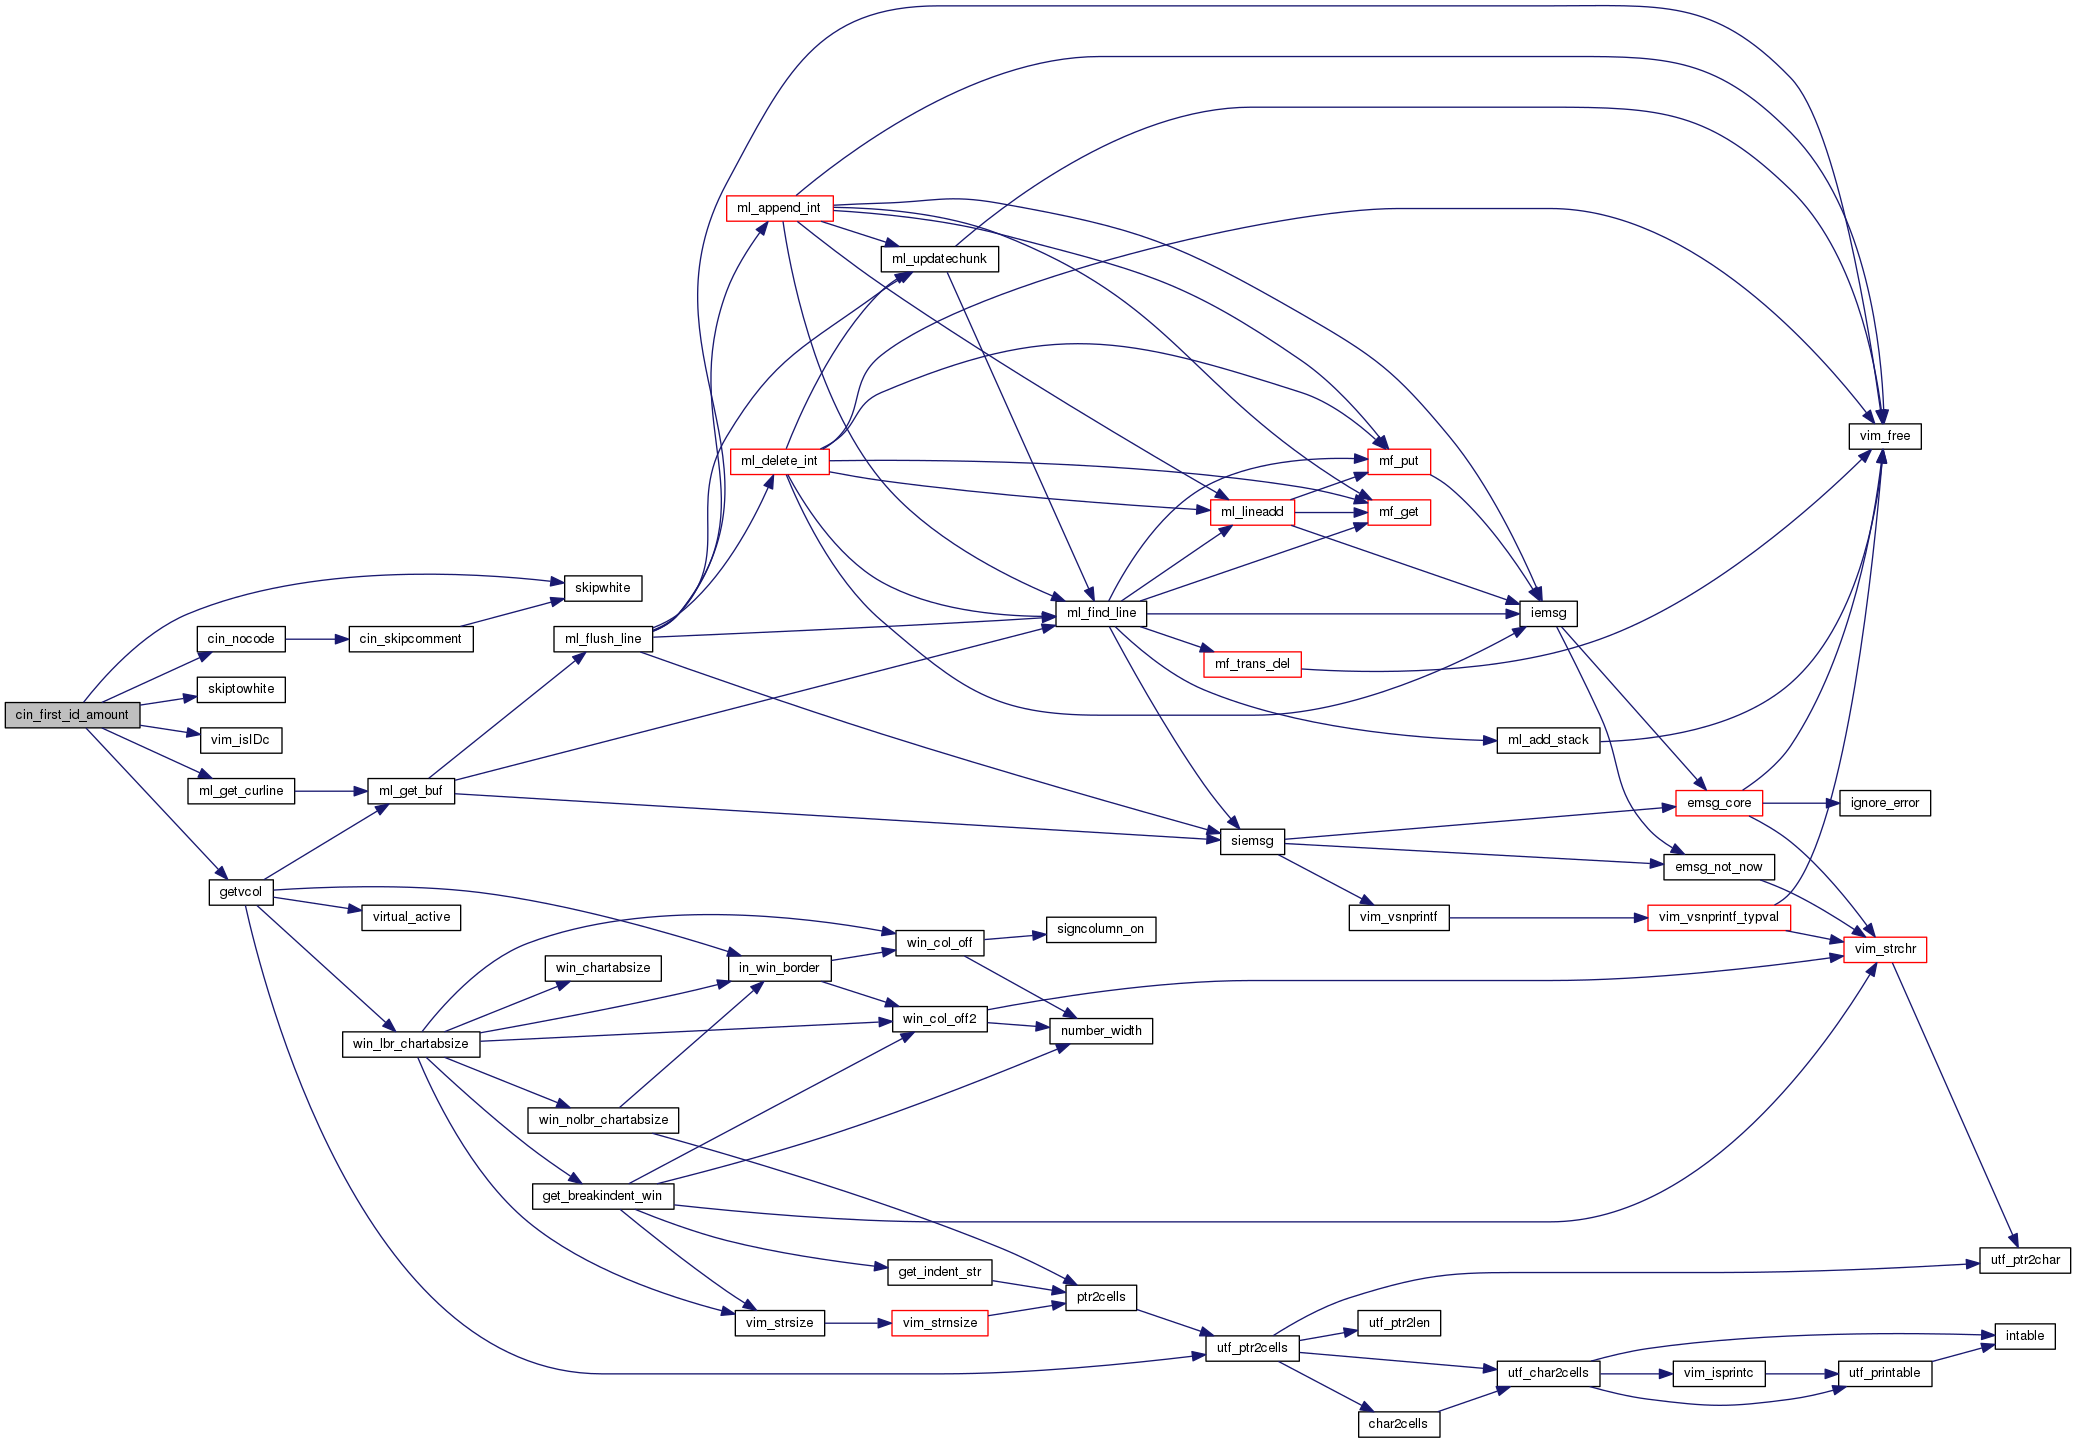 cin_first_id_amount
skipwhite
cin_nocode
cin_skipcomment
skiptowhite
vim_isIDc
ml_get_curline
ml_get_buf
getvcol
ml_flush_line
ml_append_int
ml_updatechunk
ml_delete_int
ml_find_line
ml_lineadd
mf_put
mf_get
mf_trans_del
iemsg
ml_add_stack
siemsg
emsg_core
emsg_not_now
ignore_error
vim_free
vim_vsnprintf
vim_vsnprintf_typval
vim_strchr
virtual_active
win_lbr_chartabsize
win_chartabsize
in_win_border
win_col_off
signcolumn_on
win_col_off2
number_width
win_nolbr_chartabsize
get_breakindent_win
get_indent_str
vim_strsize
vim_strnsize
ptr2cells
utf_ptr2cells
utf_ptr2char
utf_ptr2len
utf_char2cells
char2cells
vim_isprintc
utf_printable
intable